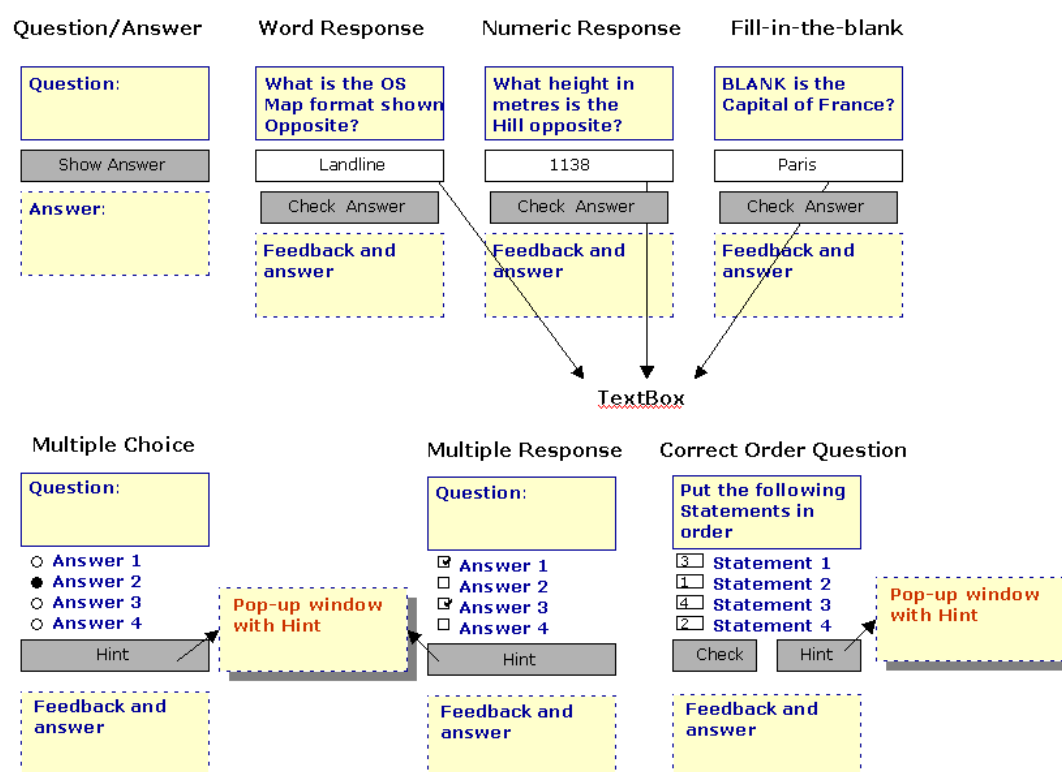 Question/Answer
Word Response
Numeric Response
Fill-in-the-blank
Question:
Show Answer
Answer:
What is the OS
Map format shown
Opposite?
Landline
Check Answer
Feedback and
answer
What height in
metres is the
Hill opposite?
1138
Check Answer
Feedback and
answer
BLANK is the
Capital of France?
Paris
Check Answer
Feedback and
answer
TextBox
Multiple Choice
Question:
Answer 1
Answer 2
Answer 3
Answer 4
Hint
Feedback and
answer
Pop-up window
with Hint
Multiple Response
Question:
Answer 1
Answer 2
Answer 3
Answer 4
Hint
Feedback and
answer
Correct Order Question
Put the following
Statements in
order
3 Statement 1
1 Statement 2
4 Statement 3
2 Statement 4
Check
Hint
Feedback and
answer
Pop-up window
with Hint